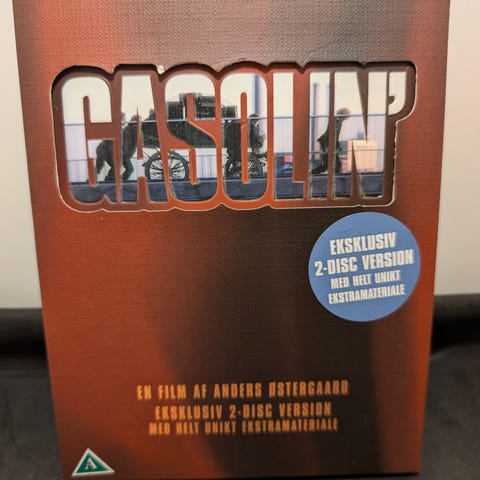 GASOLIN'
EKSKLUSIV
2-DISC VERSION
MED HELT UNIKT
EKSTRAMATERIALE
EN FILM AF ANDERS ØSTERGAARD
EKSKLUSIV 2-DISC VERSION
MED HELT UNIKT EKSTRAMATERIALE
A